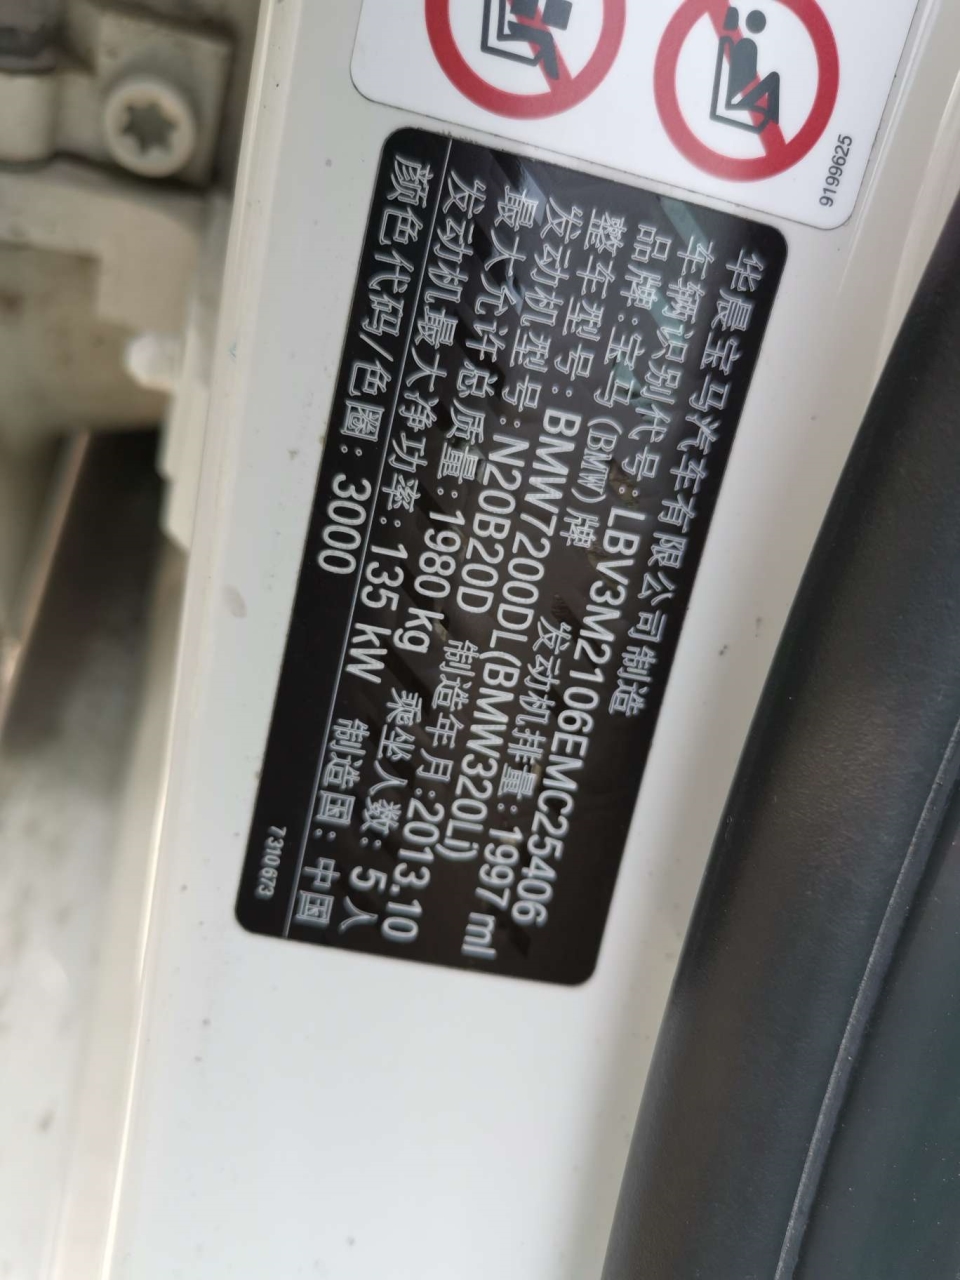 9199625
华晨宝马汽车有限公司制造
车辆识别代号:LBV3M2106EMC25406
品牌:宝马(BMW)牌
整车型号:BMW7200DL(BMW320Li)
发动机型号:N20B20D 发动机排量:1997 ml
最大允许总质量:1980 kg 制造年月:2013.10
发动机最大净功率:135 kW 乘坐人数:5人
颜色代码/色圈:3000 制造国:中国
7310673